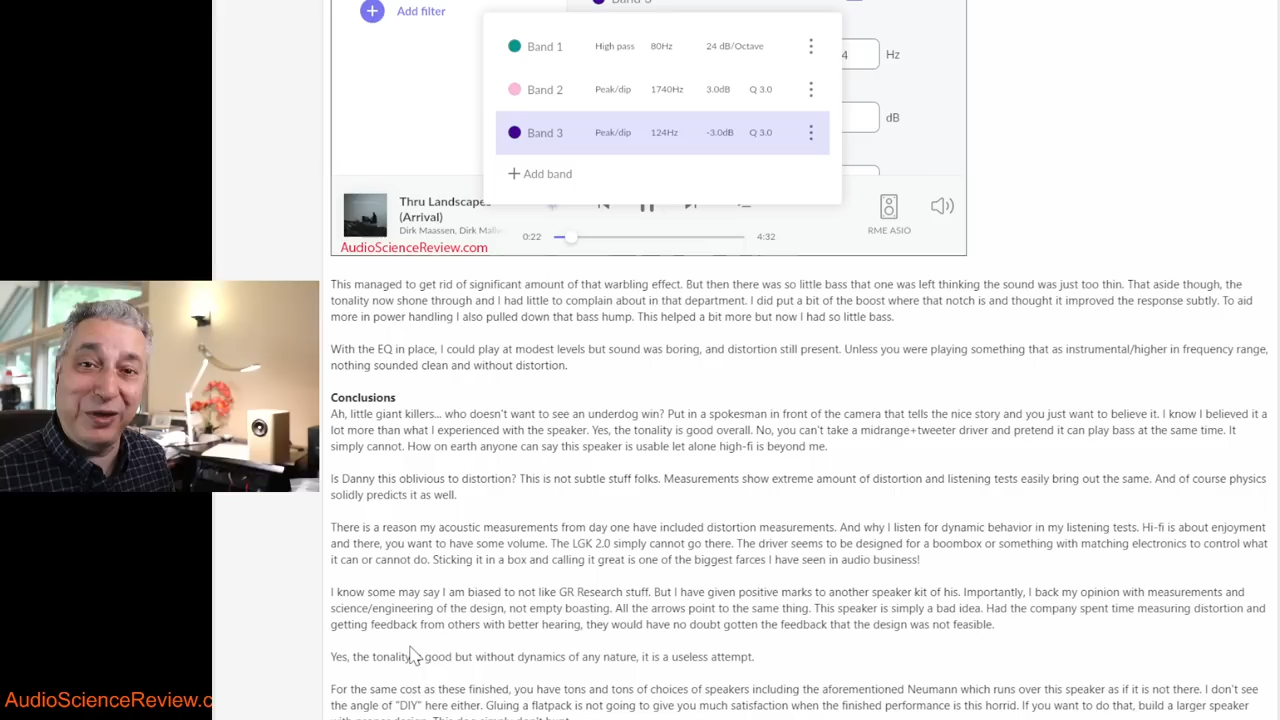 Add filter
Hz
Band 1 High pass 80Hz 24 dB/Octave
Band 2 Peak/dip 1740Hz 3.0dB Q 3.0
dB
Band 3 Peak/dip 124Hz -3.0dB Q 3.0
Add band
Thru Landscapes
(Arrival)
Dirk Maassen, Dirk
0:22
4:32
RME ASIO
AudioScienceReview.com
This managed to get rid of significant amount of that warbling effect. But then there was so little bass that one was left thinking the sound was just too thin. That aside though, the
tonality now shone through and I had little to complain about in that department. I did put a bit of the boost where that notch is and thought it improved the response subtly. To aid
more in power handling I also pulled down that bass hump. This helped a bit more but now I had so little bass.
With the EQ in place, I could play at modest levels but sound was boring, and distortion still present. Unless you were playing something that as instrumental/higher in frequency range,
nothing sounded clean and without distortion.
Conclusions
Ah, little giant killers... who doesn't want to see an underdog win? Put in a spokesman in front of the camera that tells the nice story and you just want to believe it. I know I believed it a
lot more than what I experienced with the speaker. Yes, the tonality is good overall. No, you can't take a midrange+tweeter driver and pretend it can play bass at the same time. It
simply cannot. How on earth anyone can say this speaker is usable let alone high-fi is beyond me.
Is Danny this oblivious to distortion? This is not subtle stuff folks. Measurements show extreme amount of distortion and listening tests easily bring out the same. And of course physics
solidly predicts it as well.
There is a reason my acoustic measurements from day one have included distortion measurements. And why I listen for dynamic behavior in my listening tests. Hi-fi is about enjoyment
and there, you want to have some volume. The LGK 2.0 simply cannot go there. The driver seems to be designed for a boombox or something with matching electronics to control what
it can or cannot do. Sticking it in a box and calling it great is one of the biggest farces I have seen in audio business!
I know some may say I am biased to not like GR Research stuff. But I have given positive marks to another speaker kit of his. Importantly, I back my opinion with measurements and
science/engineering of the design, not empty boasting. All the arrows point to the same thing. This speaker is simply a bad idea. Had the company spent time measuring distortion and
getting feedback from others with better hearing, they would have no doubt gotten the feedback that the design was not feasible.
Yes, the tonality good but without dynamics of any nature, it is a useless attempt.
For the same cost as these finished, you have tons and tons of choices of speakers including the aforementioned Neumann which runs over this speaker as if it is not there. I don't see
the angle of "DIY" here either. Gluing a flatpack is not going to give you much satisfaction when the finished performance is this horrid. If you want to do that, build a larger speaker
AudioScienceReview.c